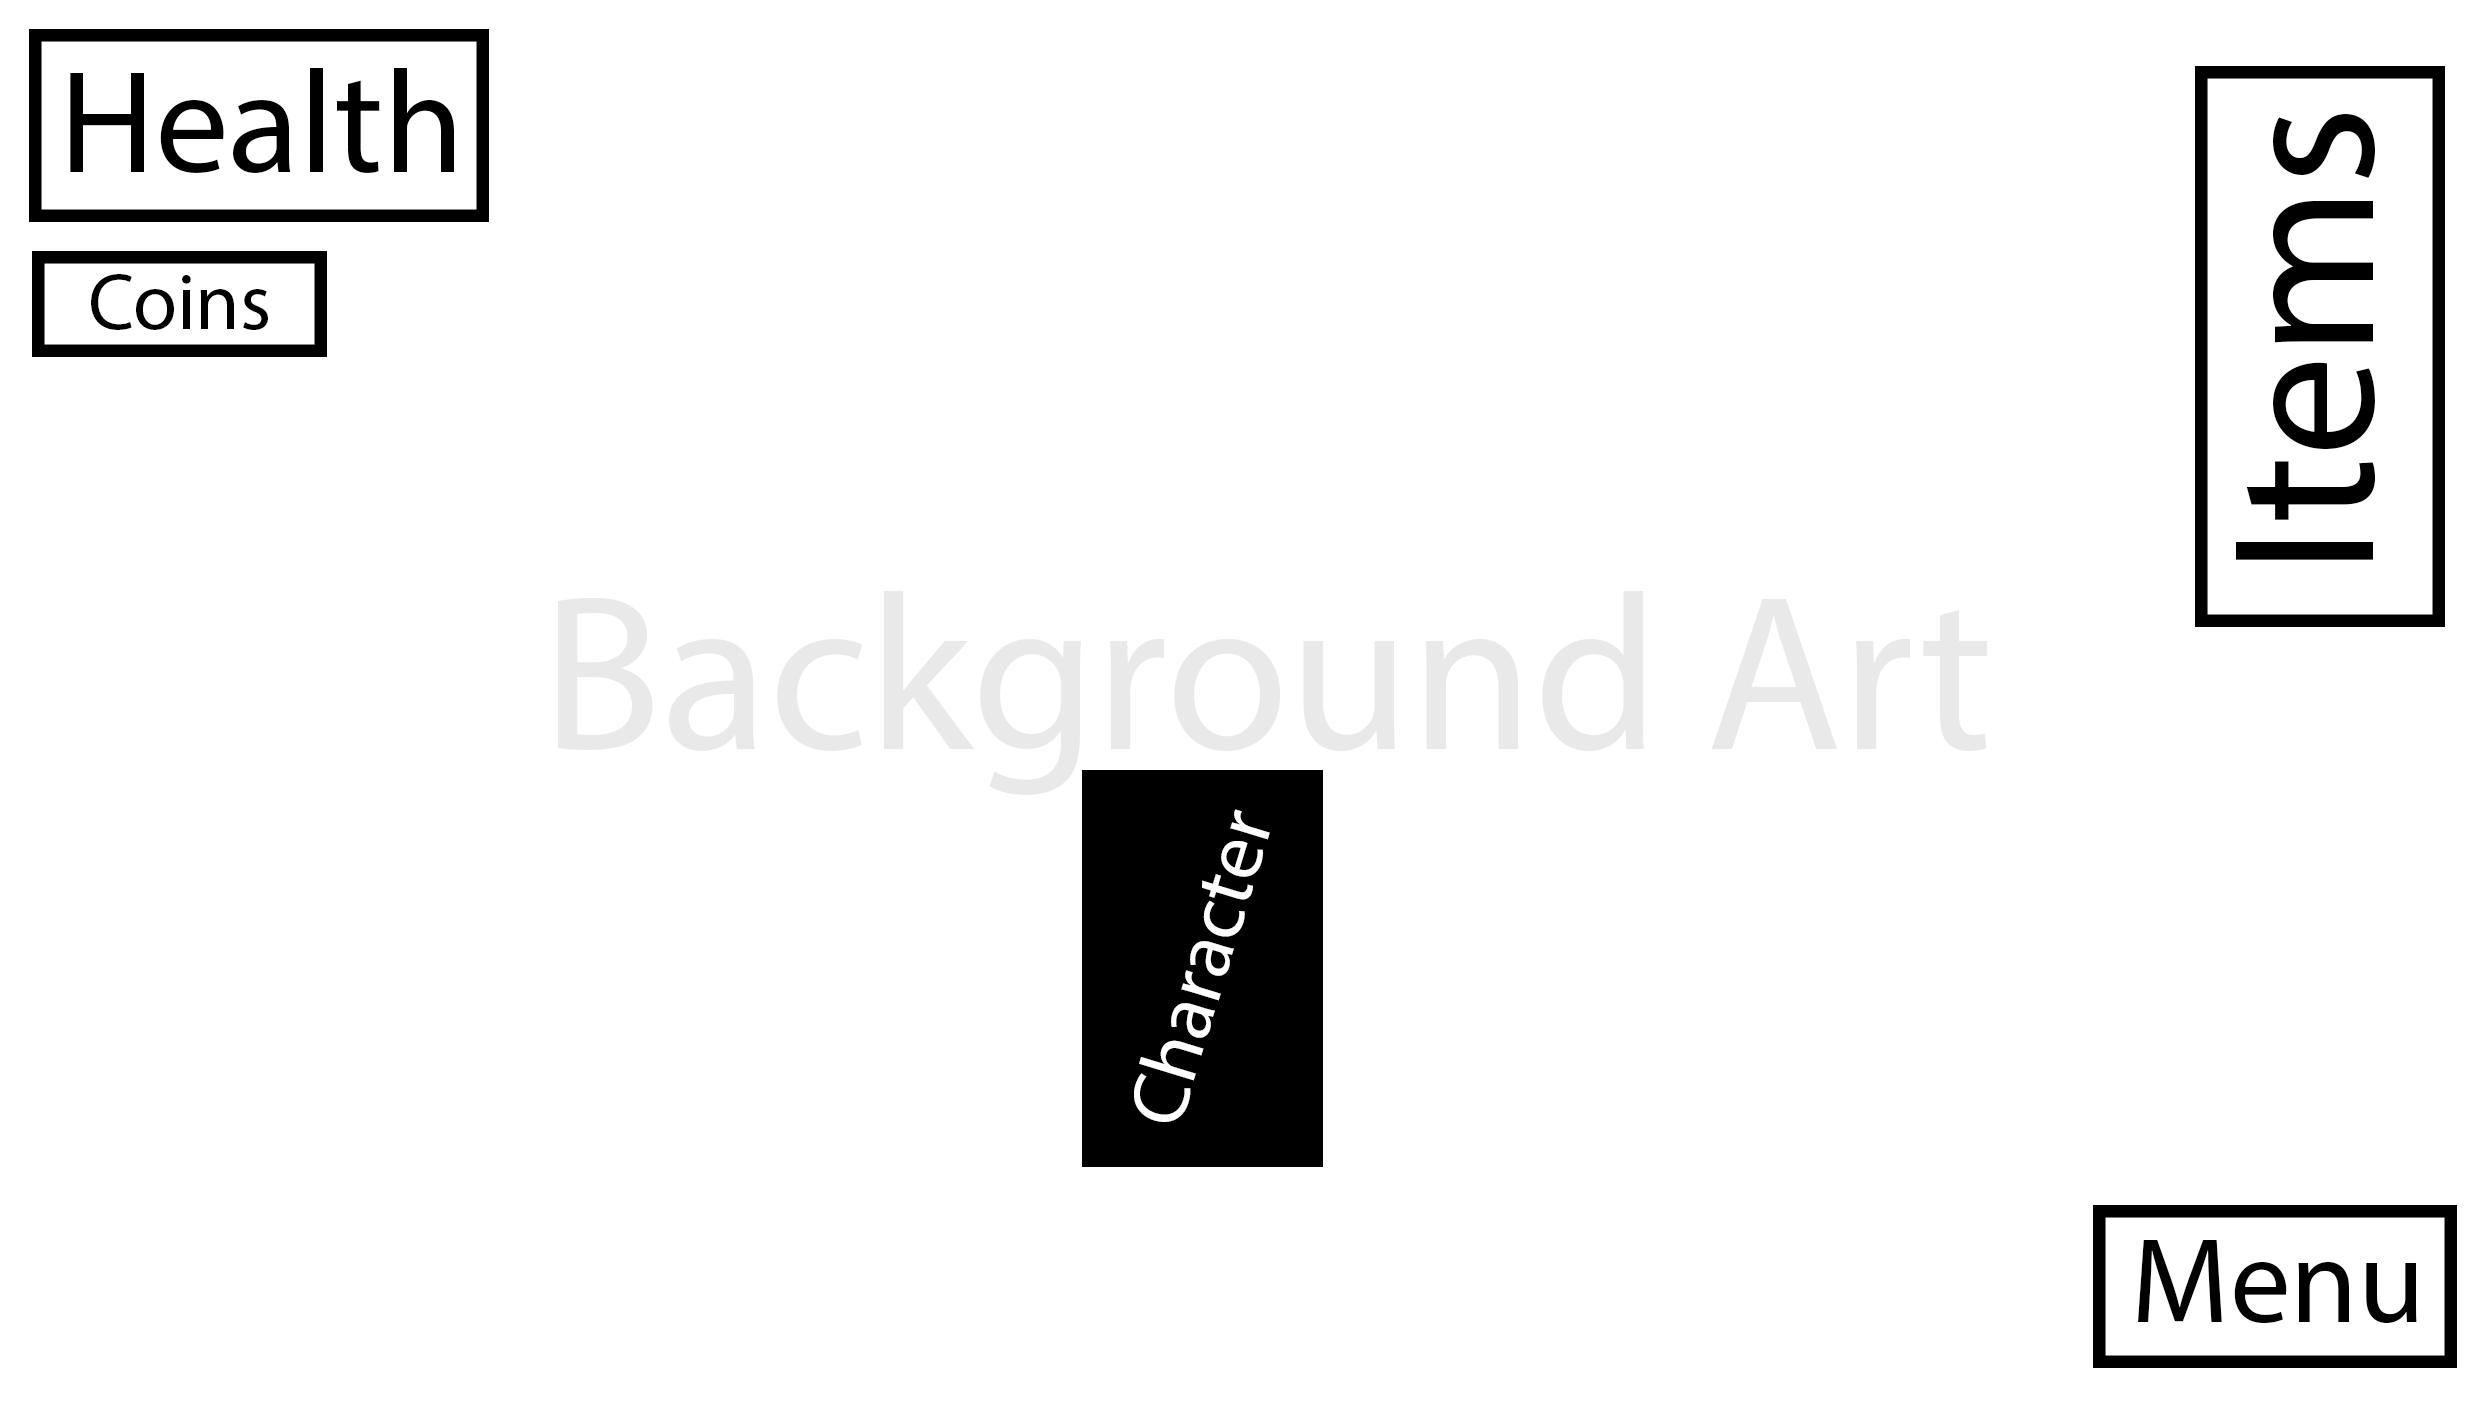 Health
Coins
Items
Background Art
Character
Menu